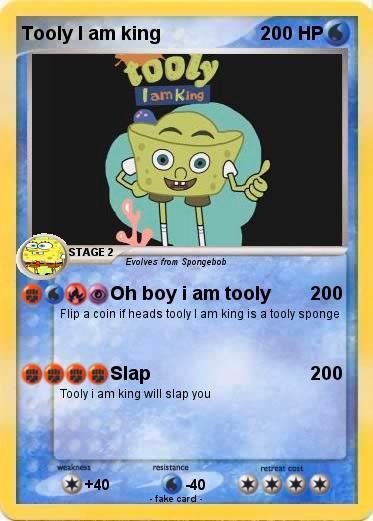 Tooly I am king 200 HP
tooly
I am King
STAGE 2
Evolves from Spongebob
Oh boy i am tooly 200
Flip a coin if heads tooly I am king is a tooly sponge
Slap 200
Tooly i am king will slap you
weakness resistance retreat cost
+40 -40
- fake card -